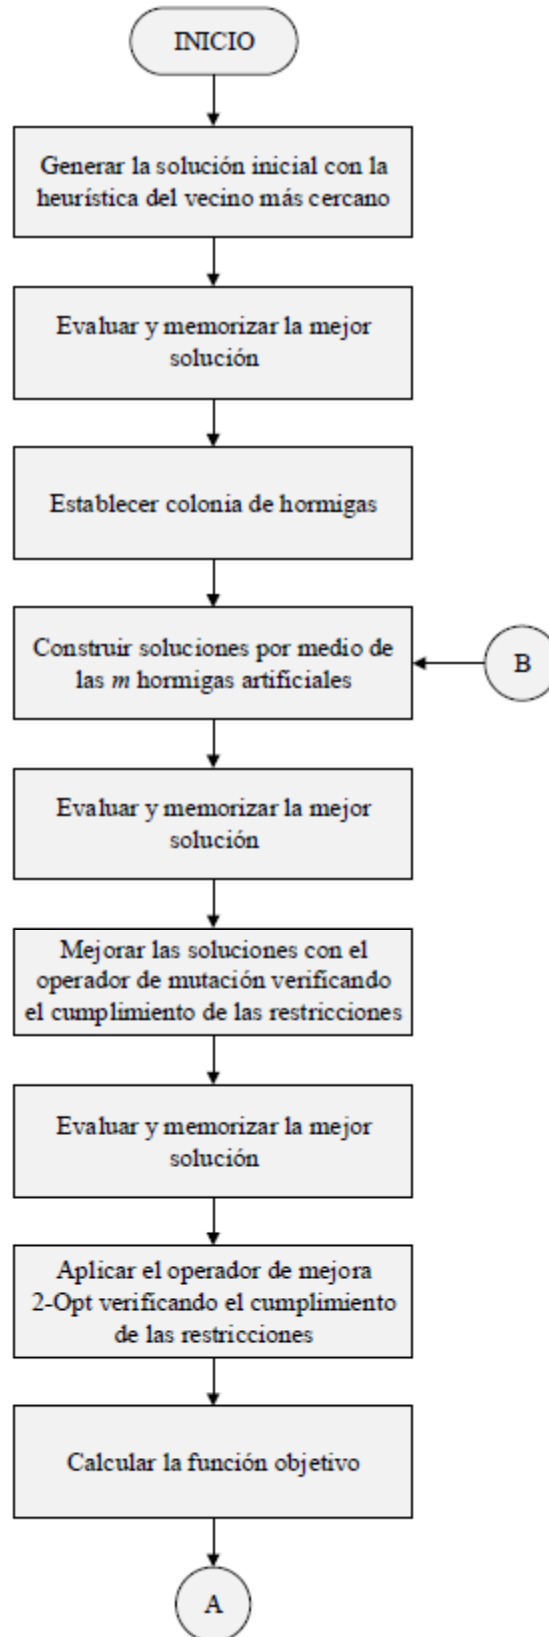 INICIO
Generar la solución inicial con la
heurística del vecino más cercano
Evaluar y memorizar la mejor
solución
Establecer colonia de hormigas
Construir soluciones por medio de
las m hormigas artificiales
B
Evaluar y memorizar la mejor
solución
Mejorar las soluciones con el
operador de mutación verificando
el cumplimiento de las restricciones
Evaluar y memorizar la mejor
solución
Aplicar el operador de mejora
2-Opt verificando el cumplimiento
de las restricciones
Calcular la función objetivo
A